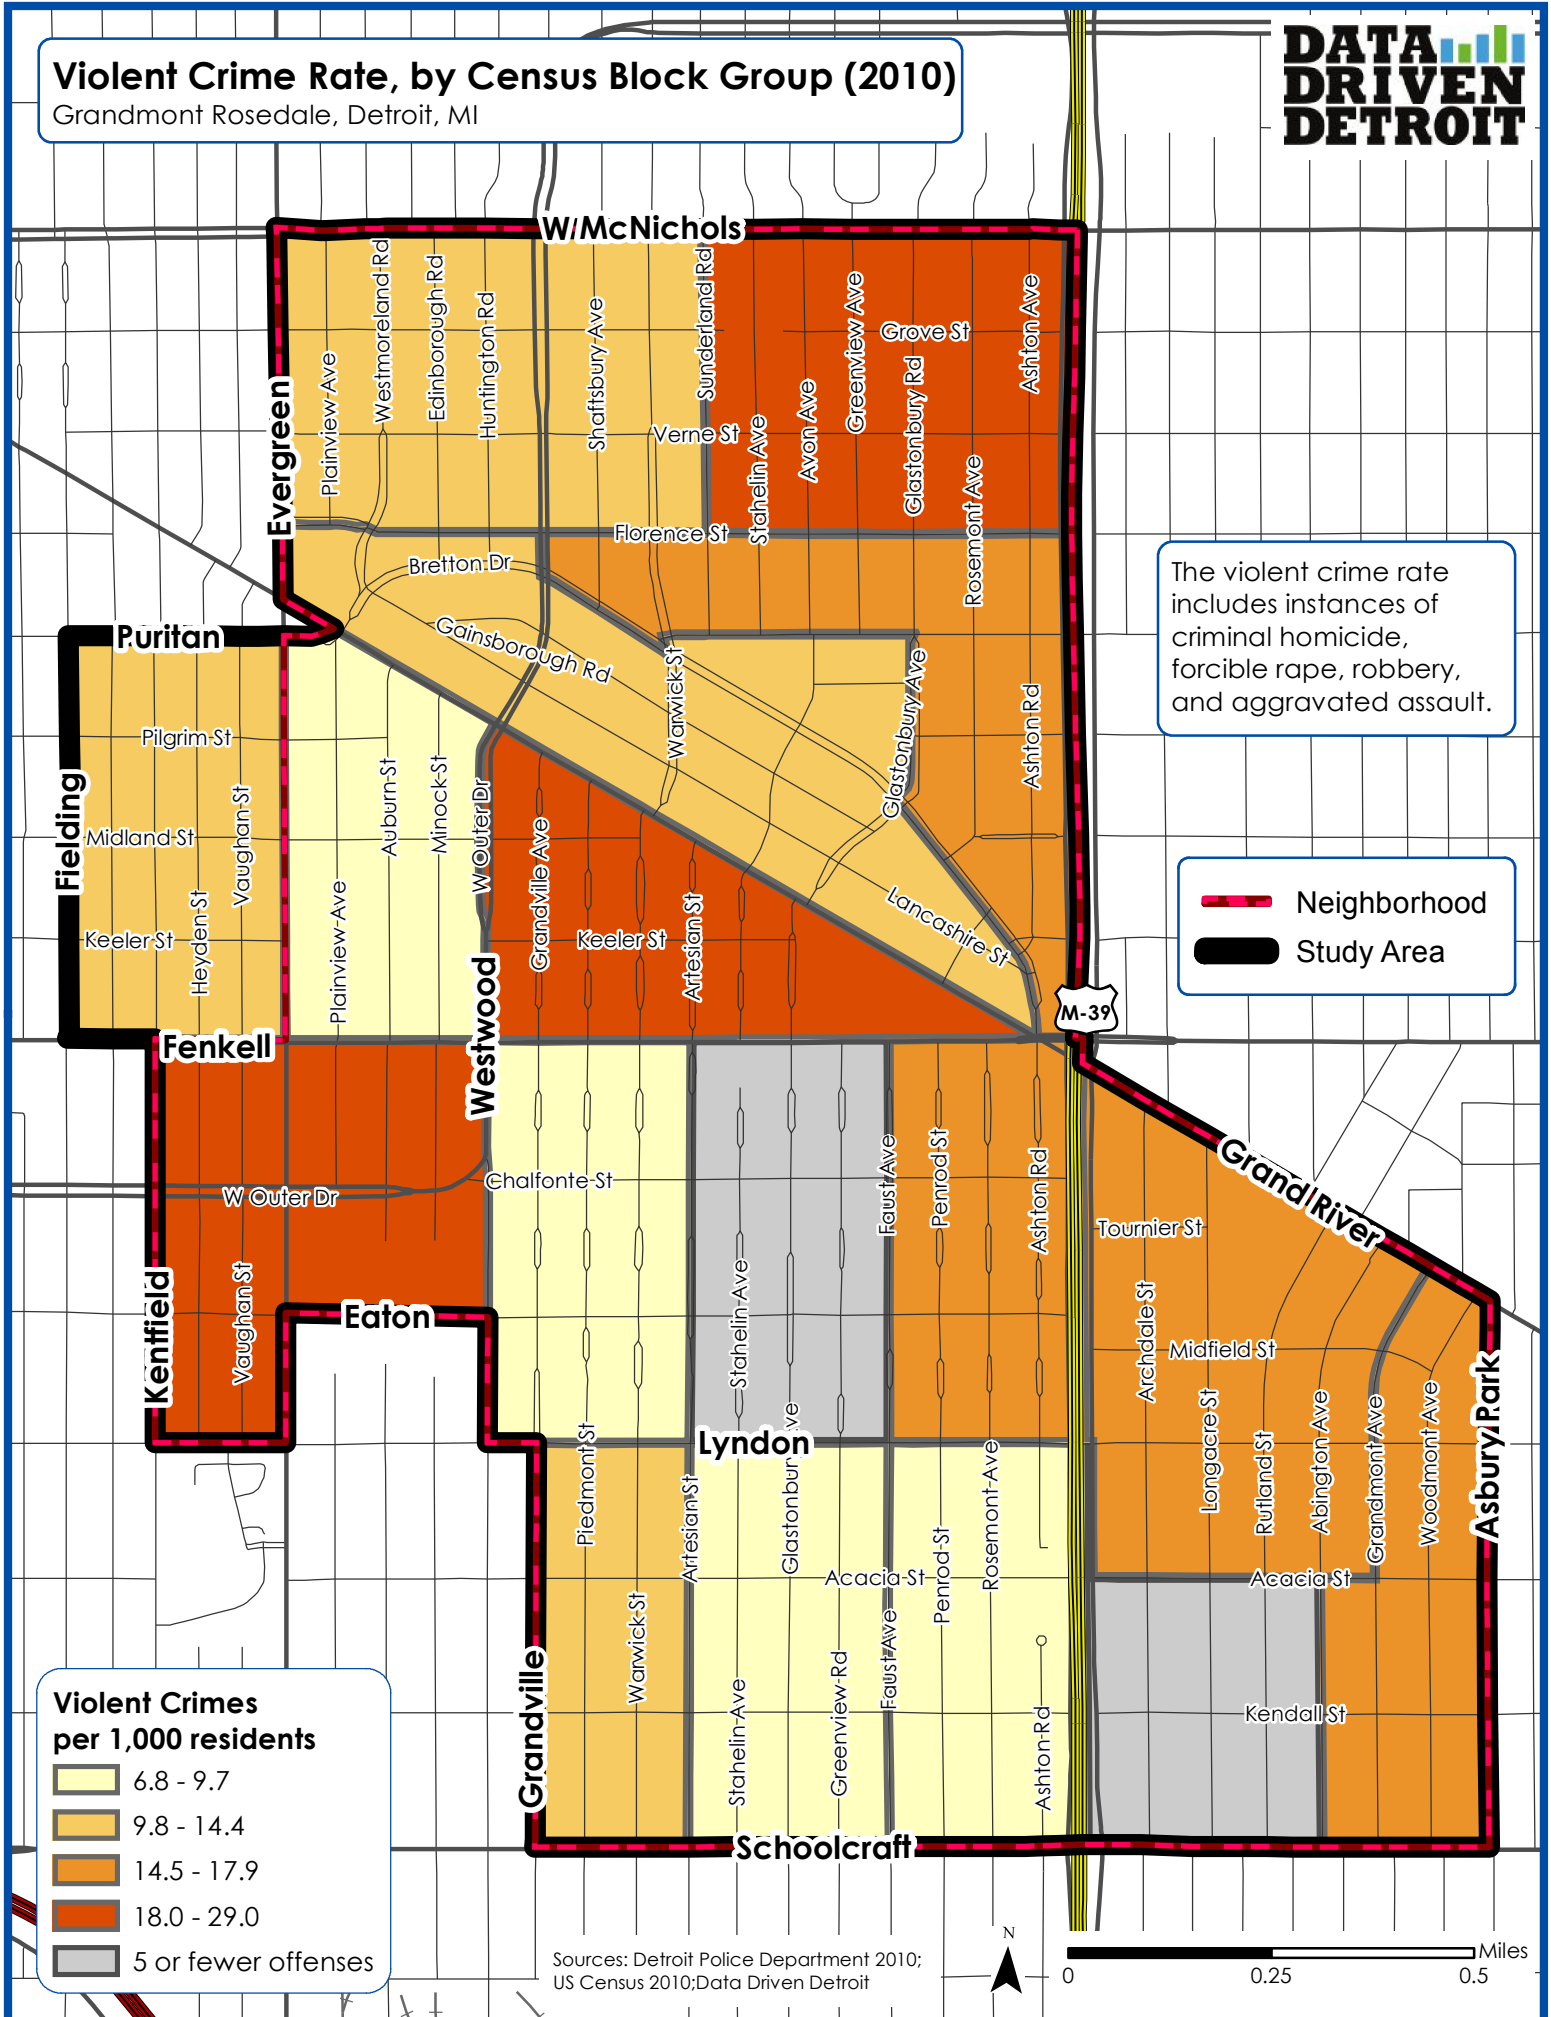 Violent Crime Rate, by Census Block Group (2010)
Grandmont Rosedale, Detroit, MI
DATA
DRIVEN
DETROIT
W McNichols
Westmoreland Rd
Edinborough Rd
Huntington Rd
Plainview Ave
Shaftsbury Ave
Sunderland Rd
Verne St
Stahelin Ave
Avon Ave
Greenview Ave
Grove St
Glastonbury Rd
Rosemont Ave
Ashton Ave
Evergreen
Florence St
Bretton Dr
Gainsborough Rd
Warwick St
Glastonbury Ave
Ashton Rd
Lancashire St
The violent crime rate
includes instances of
criminal homicide,
forcible rape, robbery,
and aggravated assault.
Puritan
Pilgrim St
Fielding
Midland St
Vaughan St
Keeler St
Heyden St
Plainview Ave
Auburn St
Minock St
W Outer Dr
Grandville Ave
Keeler St
Artesian St
Westwood
Neighborhood
Study Area
M-39
Fenkell
W Outer Dr
Chalfonte St
Vaughan St
Kentfield
Eaton
Stahelin Ave
Faust Ave
Penrod St
Ashton Rd
Grand River
Tournier St
Archdale St
Midfield St
Longacre St
Rutland St
Abington Ave
Grandmont Ave
Woodmont Ave
Asbury Park
Lyndon
Piedmont St
Artesian St
Glastonbury Ave
Rosemont Ave
Acacia St
Penrod St
Acacia St
Warwick St
Faust Ave
Grandville
Stahelin Ave
Greenview Rd
Ashton Rd
Kendall St
Schoolcraft
Violent Crimes
per 1,000 residents
6.8 - 9.7
9.8 - 14.4
14.5 - 17.9
18.0 - 29.0
5 or fewer offenses
Sources: Detroit Police Department 2010;
US Census 2010;Data Driven Detroit
N
Miles
0 0.25 0.5